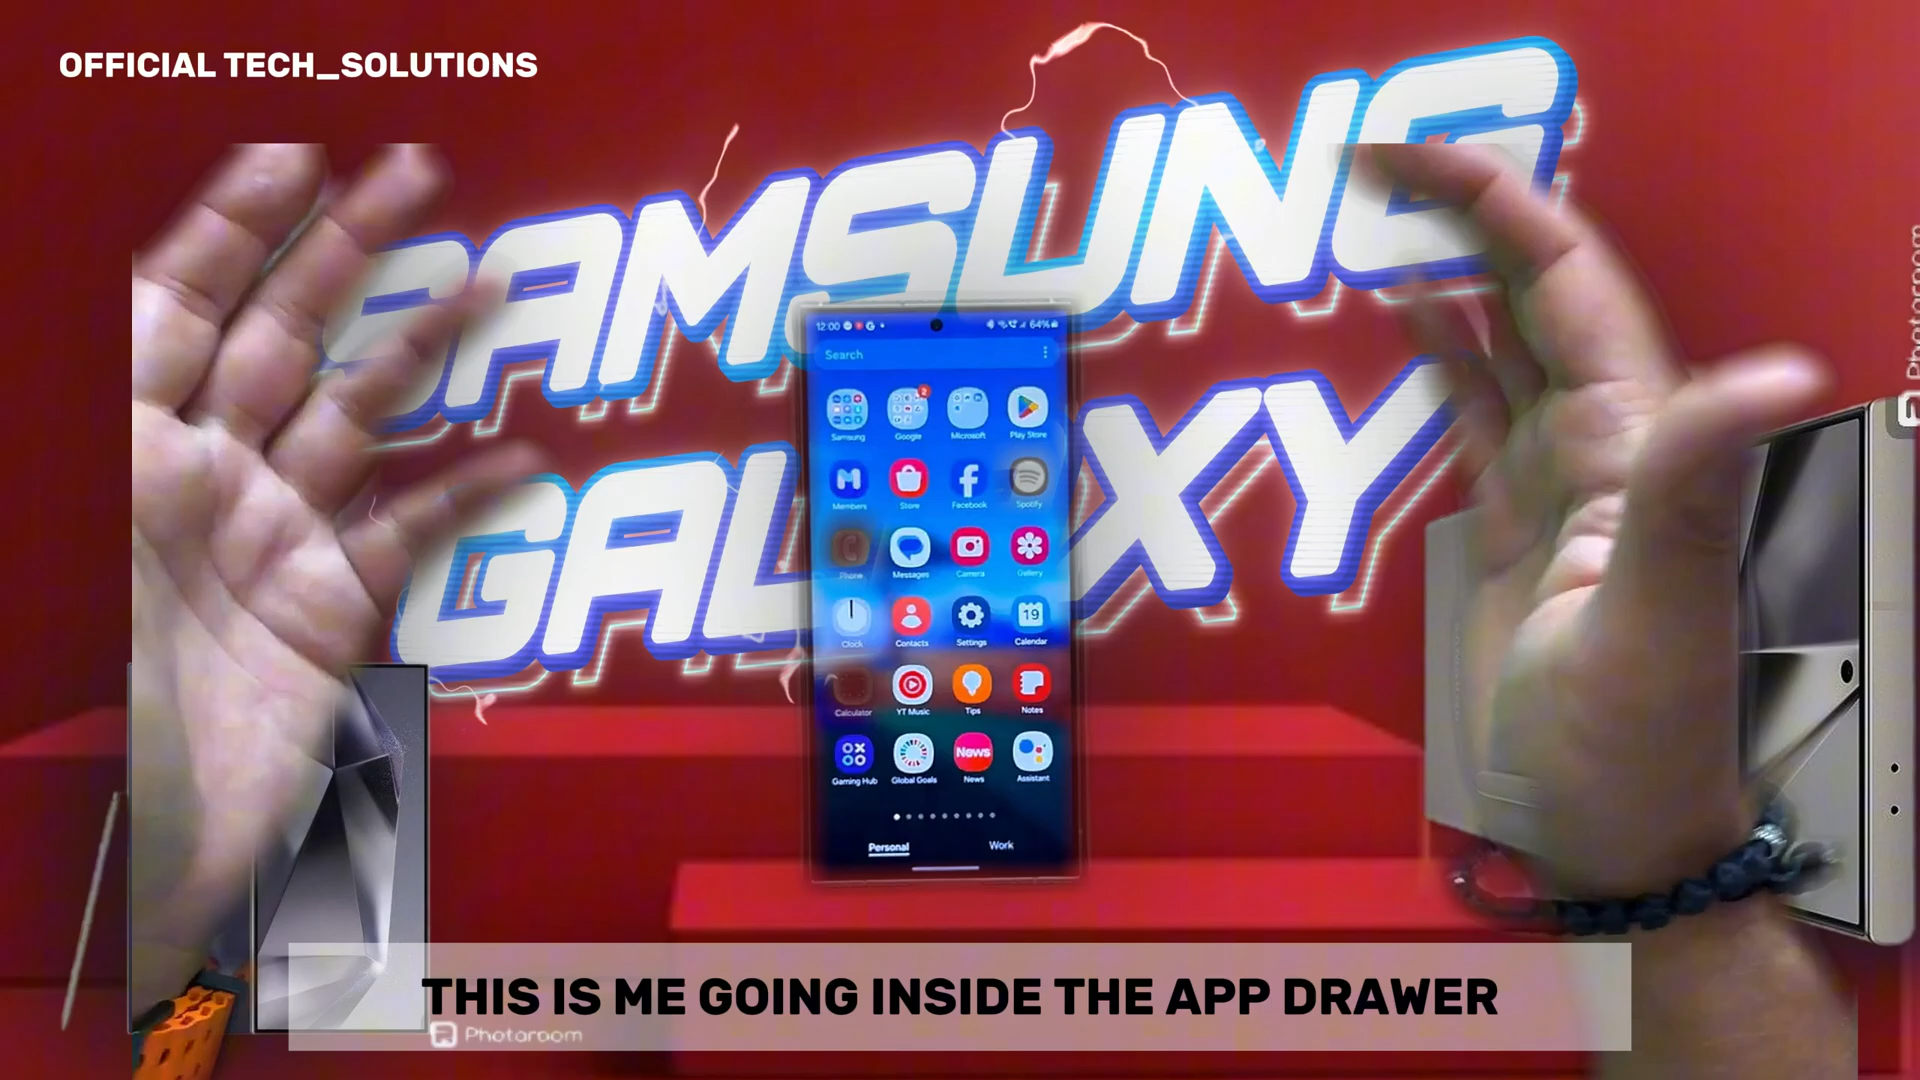 OFFICIAL TECH_SOLUTIONS
SAMSUNG
GALAXY
12:00
64%
Search
2
Samsung Google Microsoft Play Store
Members Store Facebook Spotify
Phone Messages Camera Gallery
19
Clock Contacts Settings Calendar
Calculator YT Music Tips Notes
News
Gaming Hub Global Goals News Assistant
Personal Work
THIS IS ME GOING INSIDE THE APP DRAWER
Photoroom
Photoroom